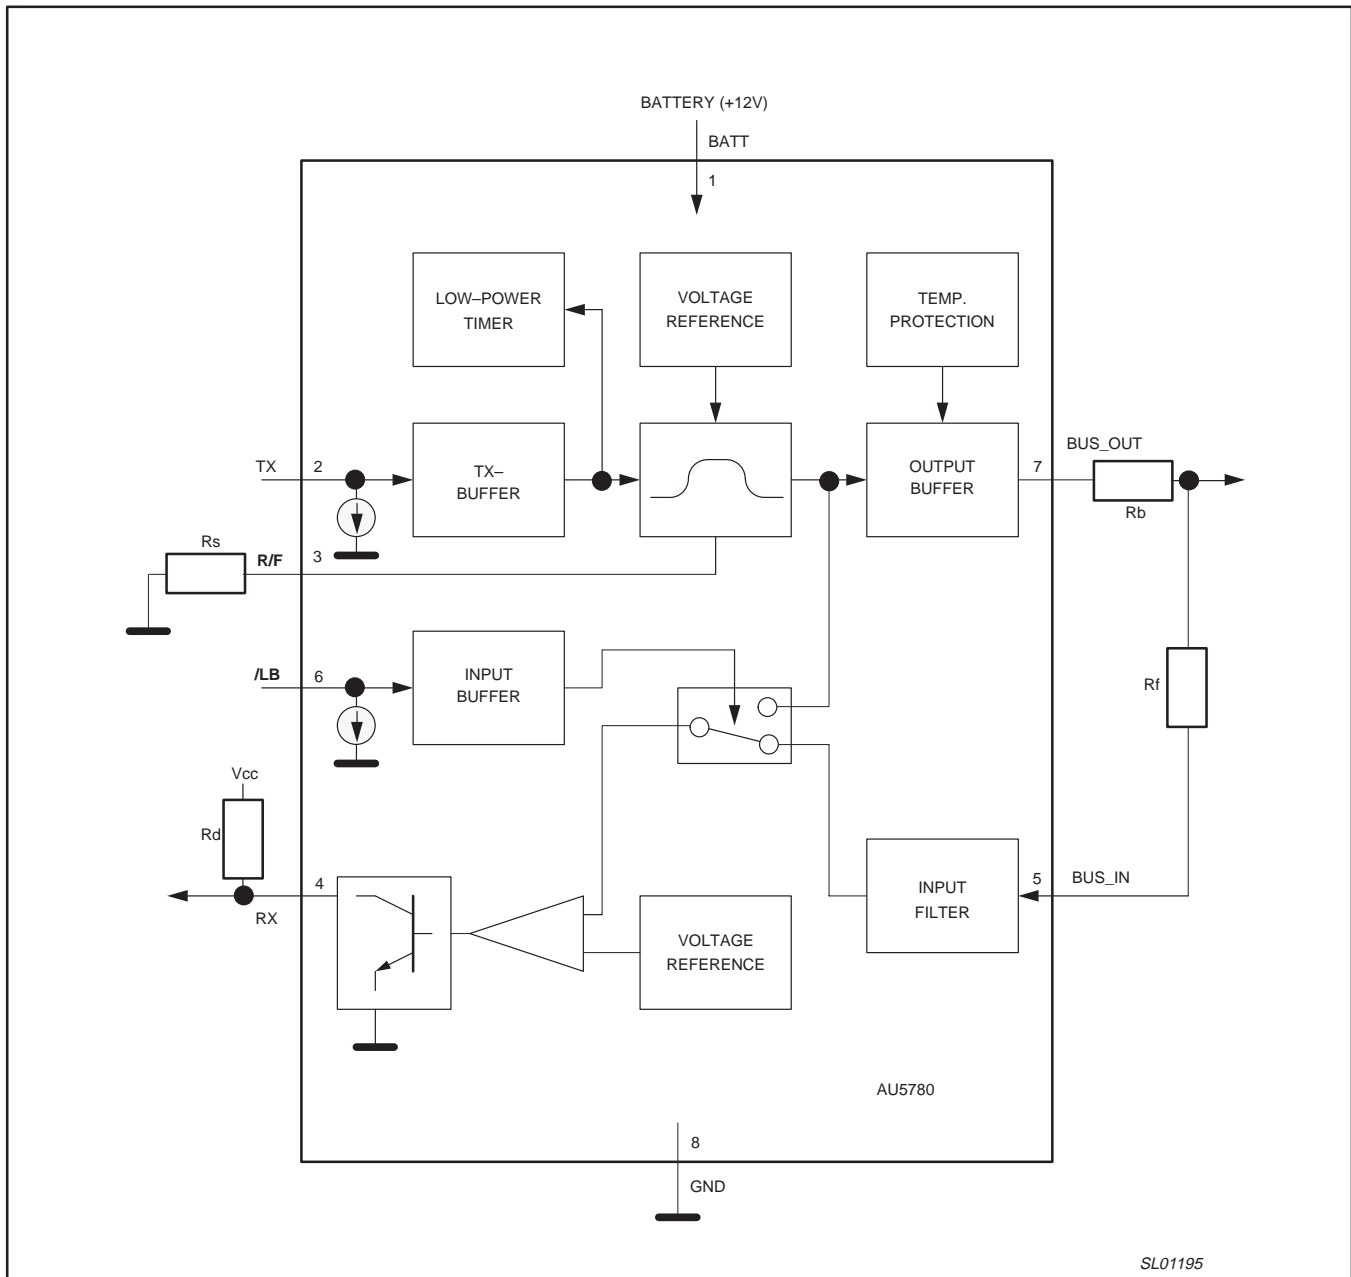 BATTERY (+12V)
BATT
1
LOW–POWER
TIMER
VOLTAGE
REFERENCE
TEMP.
PROTECTION
TX
2
TX–
BUFFER
OUTPUT
BUFFER
7
BUS_OUT
Rb
Rs
R/F
3
/LB
6
INPUT
BUFFER
Rf
Vcc
Rd
4
RX
VOLTAGE
REFERENCE
INPUT
FILTER
5
BUS_IN
AU5780
8
GND
SL01195